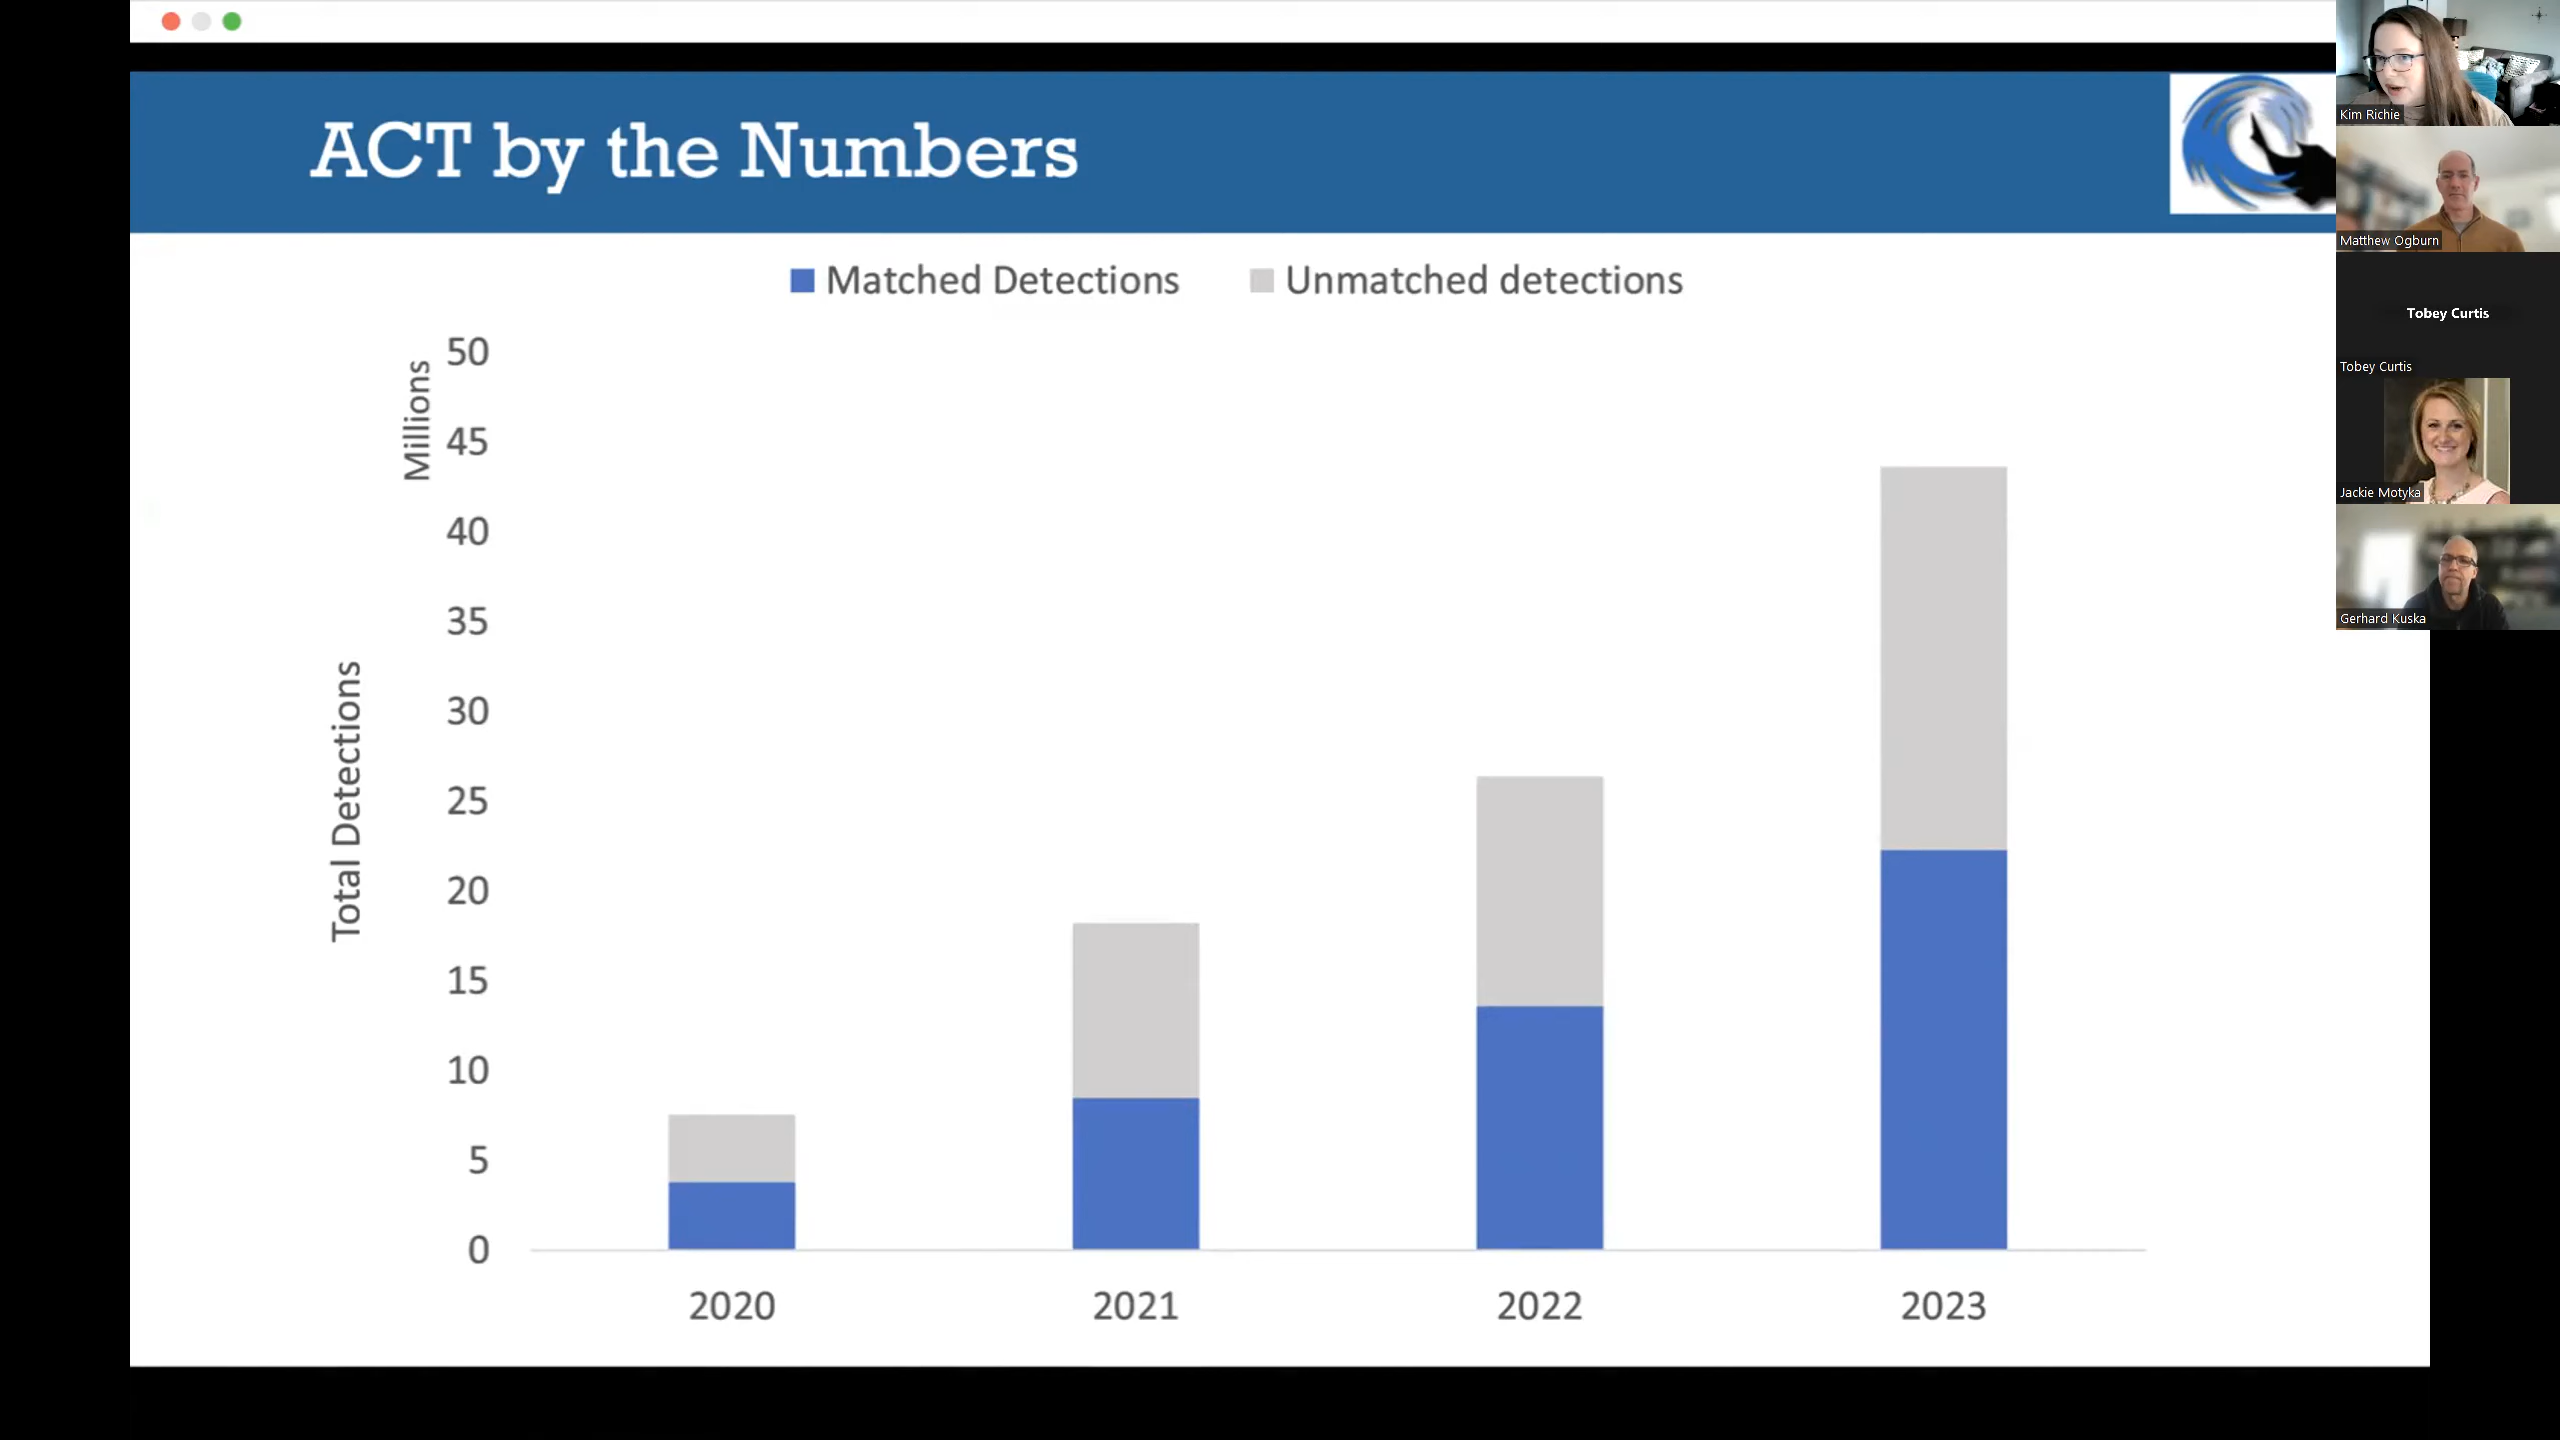 ACT by the Numbers
Matched Detections
Unmatched detections
Millions
Total Detections
50
45
40
35
30
25
20
15
10
5
0
2020
2021
2022
2023
Kim Richie
Matthew Ogburn
Tobey Curtis
Tobey Curtis
Jackie Motyka
Gerhard Kuska